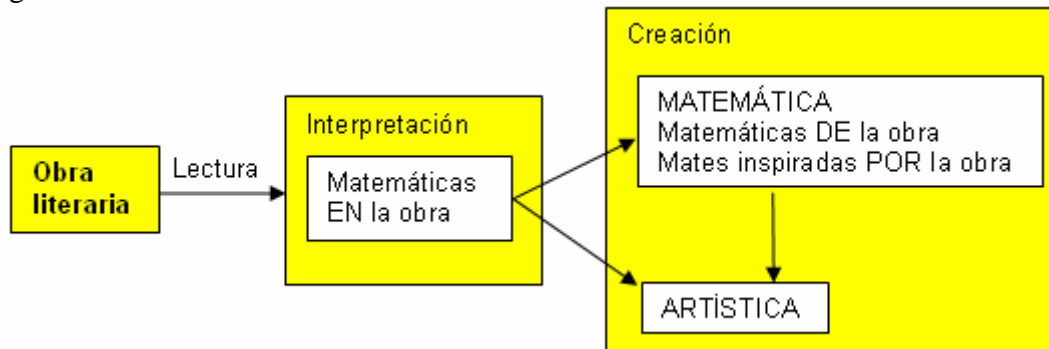 Obra
literaria
Lectura
Interpretación
Matemáticas
EN la obra
Creación
MATEMÁTICA
Matemáticas DE la obra
Mates inspiradas POR la obra
ARTÍSTICA